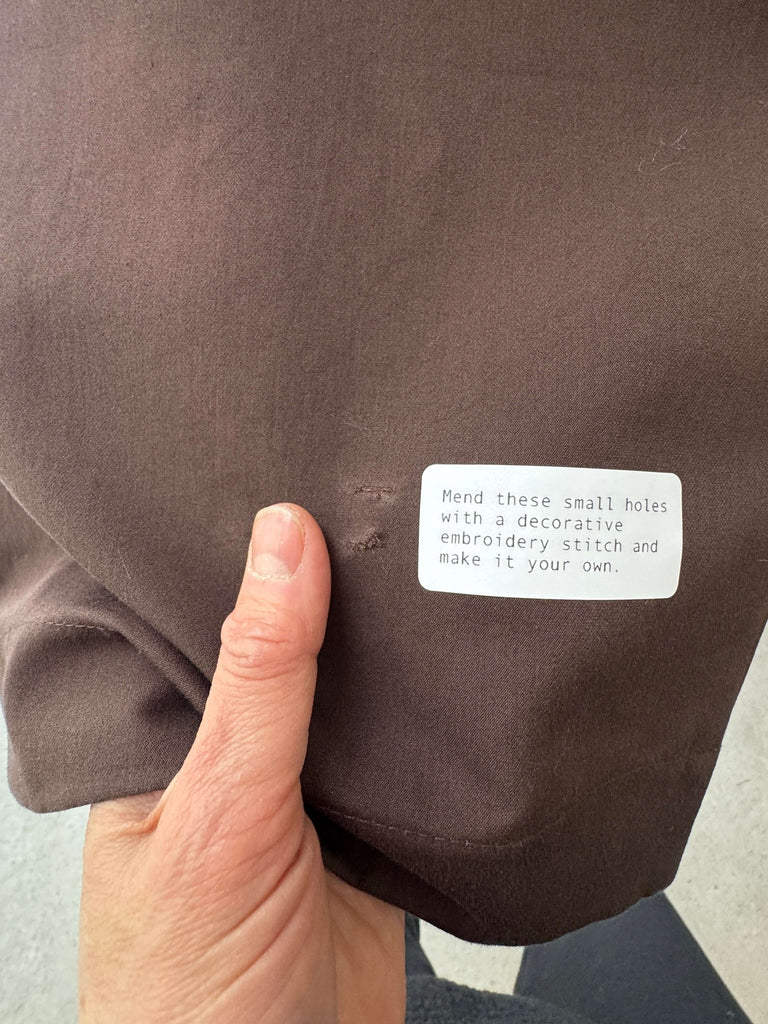 Mend these small holes
with a decorative
embroidery stitch and
make it your own.